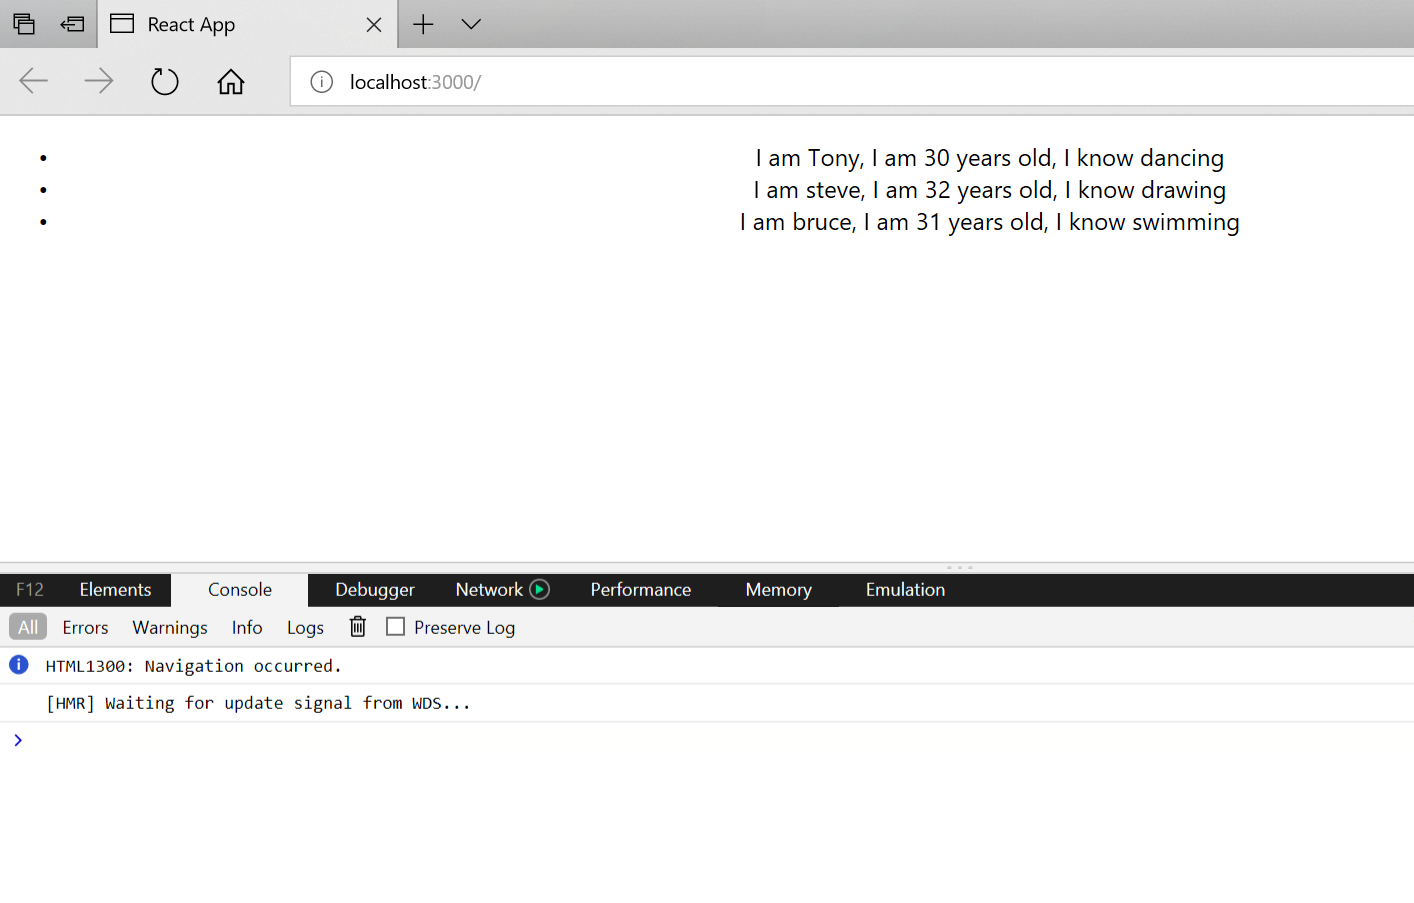 React App
localhost:3000/
• I am Tony, I am 30 years old, I know dancing
• I am steve, I am 32 years old, I know drawing
• I am bruce, I am 31 years old, I know swimming
F12 Elements Console Debugger Network Performance Memory Emulation
All Errors Warnings Info Logs Preserve Log
HTML1300: Navigation occurred.
[HMR] Waiting for update signal from WDS...